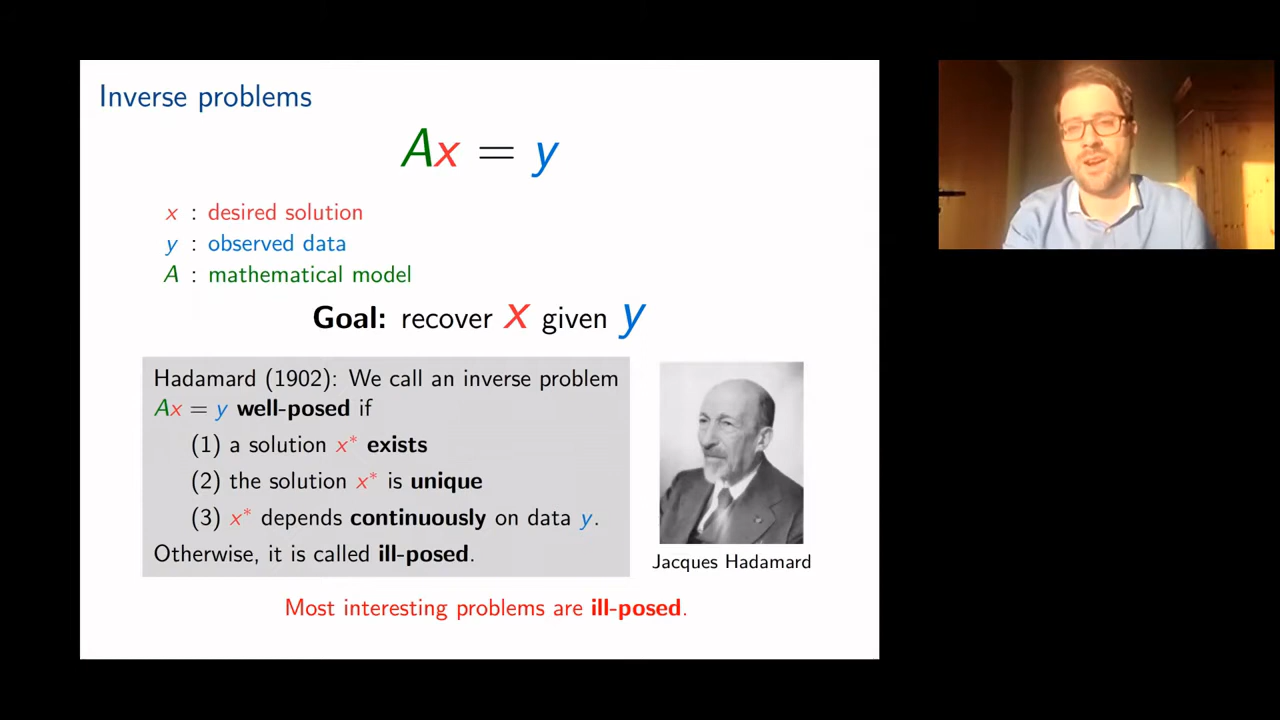 Inverse problems
Ax = y
x : desired solution
y : observed data
A : mathematical model
Goal: recover x given y
Hadamard (1902): We call an inverse problem
Ax = y well-posed if
(1) a solution x* exists
(2) the solution x* is unique
(3) x* depends continuously on data y.
Otherwise, it is called ill-posed.
Jacques Hadamard
Most interesting problems are ill-posed.